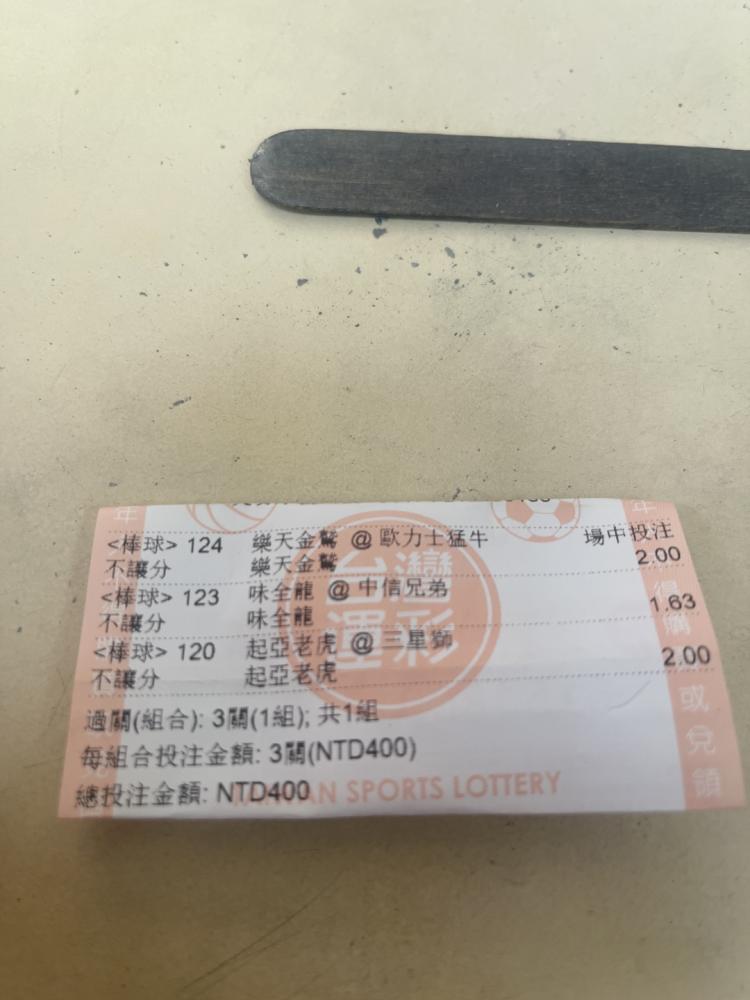 年 年
<棒球> 124 樂天金鷲 @ 歐力士猛牛 場中投注
不讓分 樂天金鷲 2.00
<棒球> 123 味全龍 @ 中信兄弟
不讓分 味全龍 1.63
<棒球> 120 起亞老虎 @ 三星獅
不讓分 起亞老虎 2.00
過關(組合): 3關(1組); 共1組
每組合投注金額: 3關(NTD400)
總投注金額: NTD400
台灣運彩
SPORTS LOTTERY
或兌領